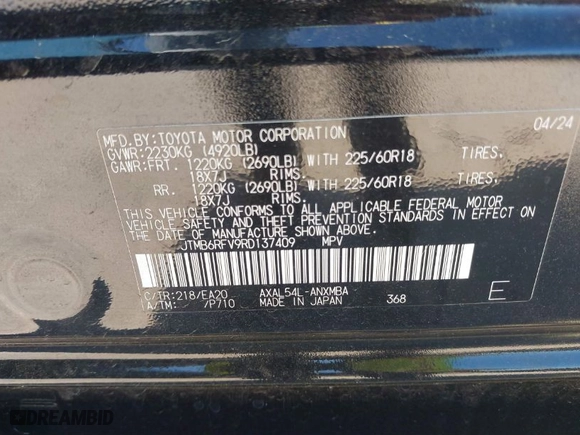 MFD.BY:TOYOTA MOTOR CORPORATION 04/24
GVWR:2230KG (4920LB)
GAWR:FRT. 1220KG (2690LB) WITH 225/60R18 TIRES.
18X7J RIMS.
RR. 1220KG (2690LB) WITH 225/60R18 TIRES.
18X7J RIMS.
THIS VEHICLE CONFORMS TO ALL APPLICABLE FEDERAL MOTOR
VEHICLE SAFETY, BUMPER, AND THEFT PREVENTION STANDARDS IN EFFECT
ON THE DATE OF MANUFACTURE SHOWN ABOVE.
JTMB6RFV9RD137409 MPV
C/TR:218/EA20 AXAL54L-ANXMBA E
A/TM: /P710 MADE IN JAPAN 368
DREAMBID